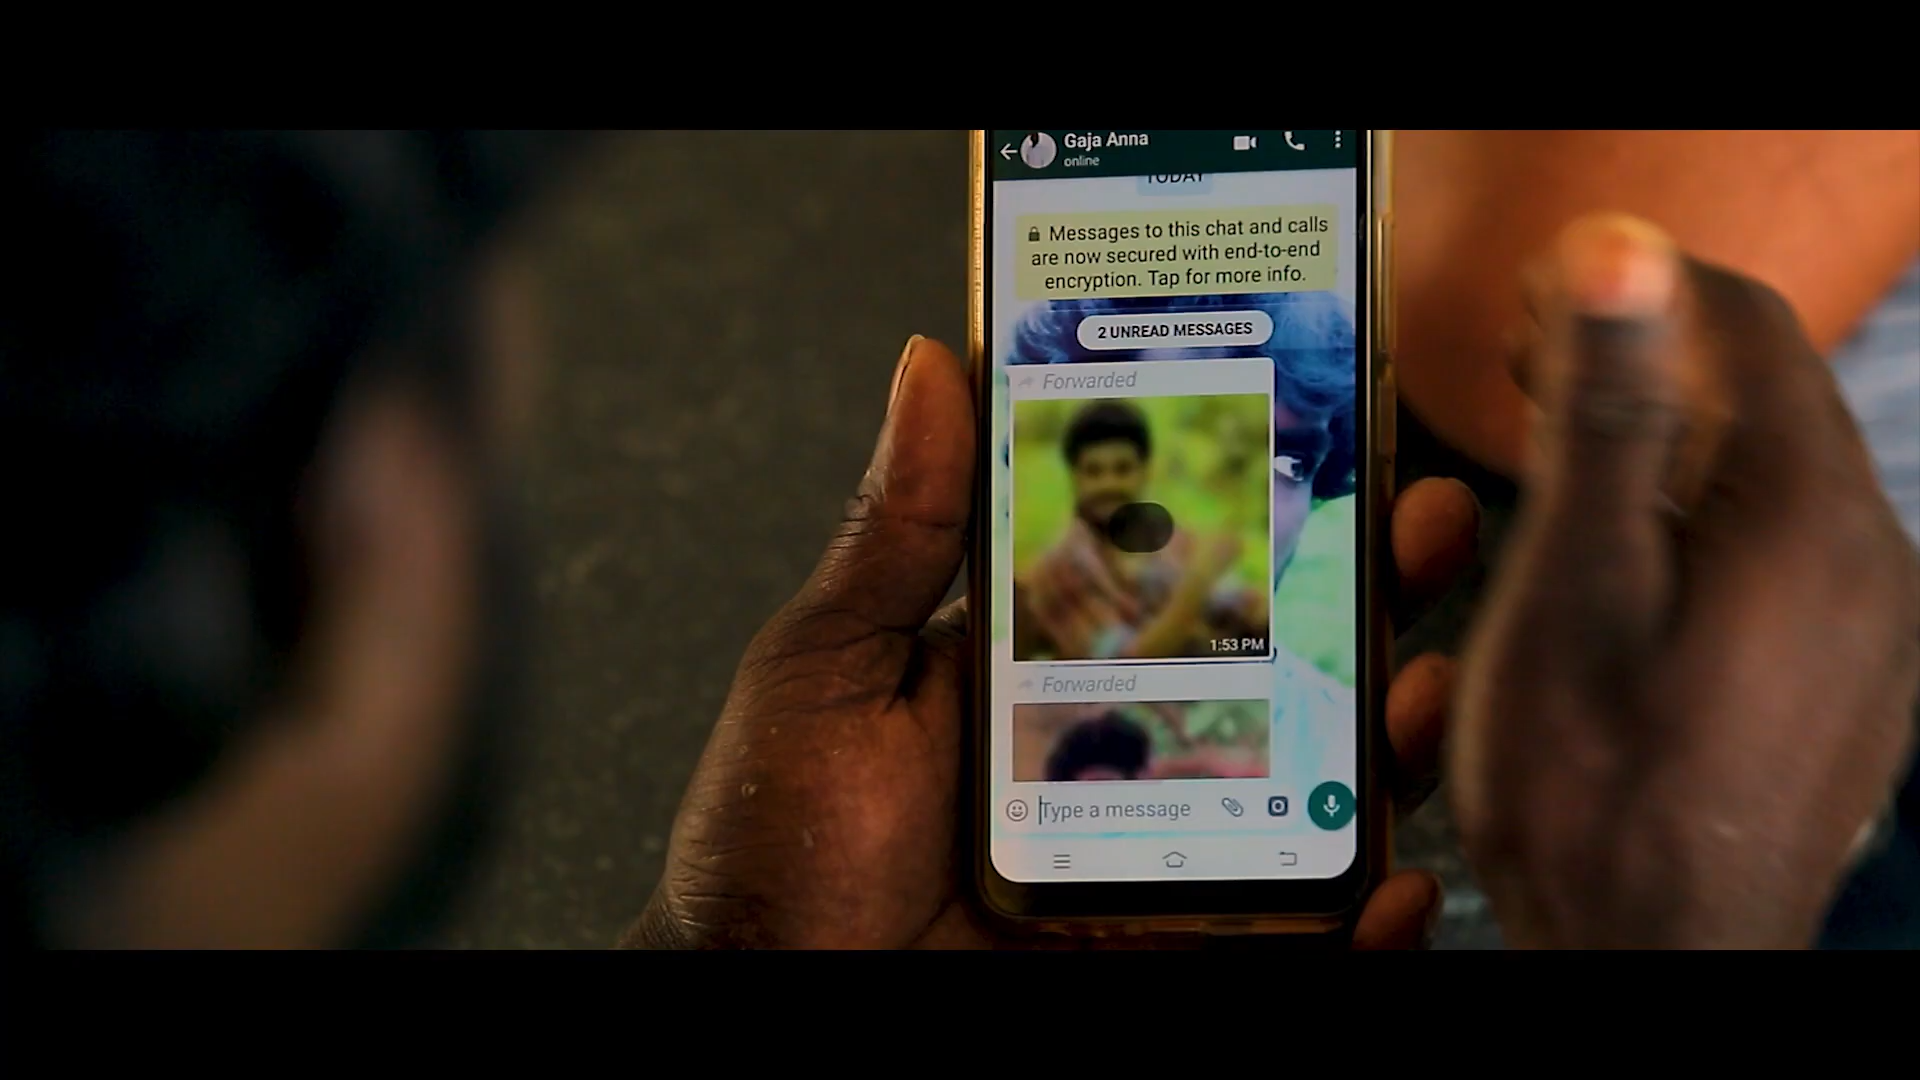 Gaja Anna
online
TODAY
Messages to this chat and calls
are now secured with end-to-end
encryption. Tap for more info.
2 UNREAD MESSAGES
Forwarded
1:53 PM
Forwarded
Type a message